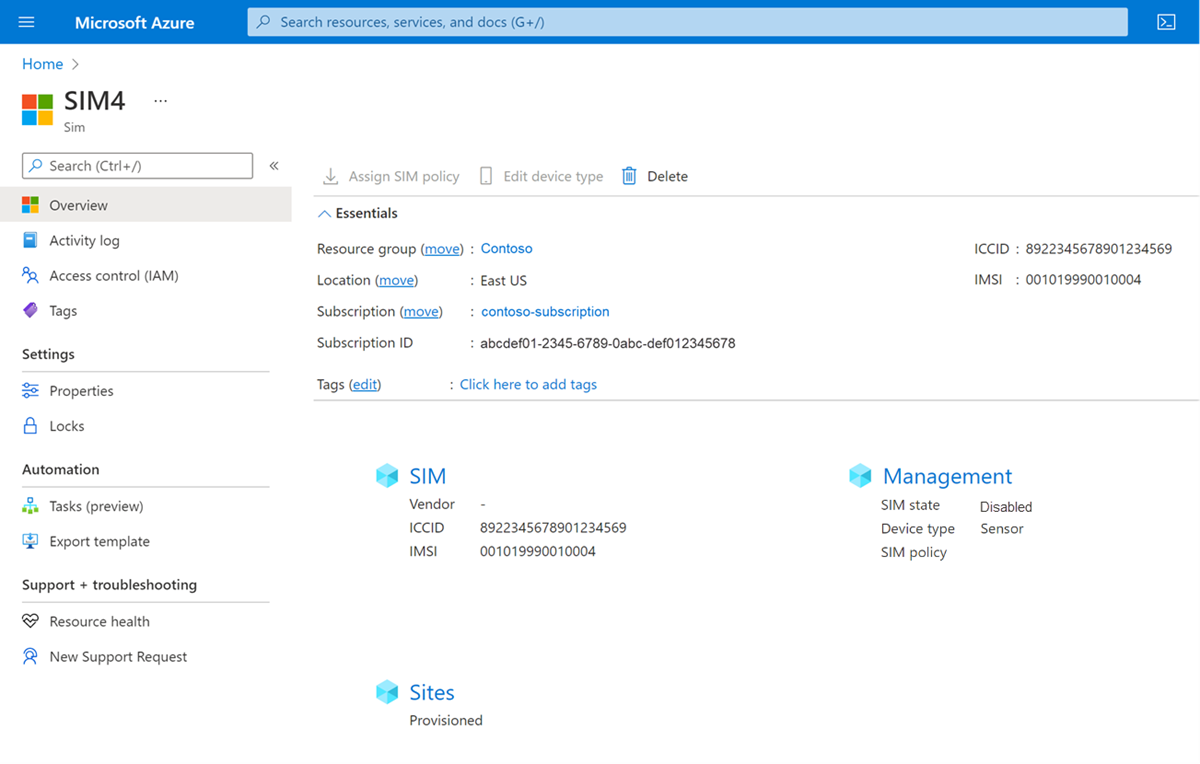 Microsoft Azure
Search resources, services, and docs (G+/)
Home
SIM4 ...
Sim
Search (Ctrl+/)
«
Overview
Activity log
Access control (IAM)
Tags
Settings
Properties
Locks
Automation
Tasks (preview)
Export template
Support + troubleshooting
Resource health
New Support Request
Assign SIM policy Edit device type Delete
Essentials
Resource group (move) : Contoso
Location (move) : East US
Subscription (move) : contoso-subscription
Subscription ID : abcdef01-2345-6789-0abc-def012345678
Tags (edit) : Click here to add tags
ICCID : 8922345678901234569
IMSI : 001019990010004
SIM
Vendor -
ICCID 8922345678901234569
IMSI 001019990010004
Management
SIM state Disabled
Device type Sensor
SIM policy
Sites
Provisioned